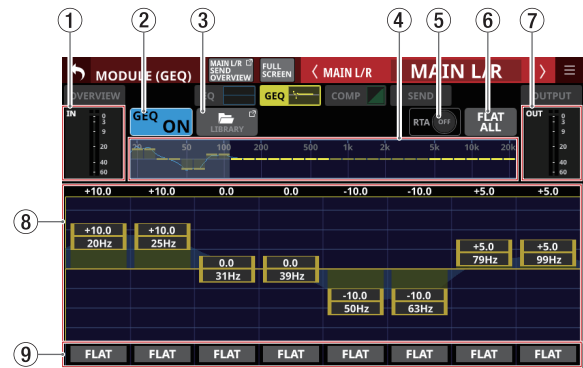 1 2 3 4 5 6 7
MODULE (GEQ) MAIN L/R SEND OVERVIEW FULL SCREEN MAIN L/R MAIN L/R
OVERVIEW EQ GEQ COMP SEND OUTPUT
IN GEQ ON LIBRARY RTA OFF FLAT ALL OUT
0 3 9 20 40 60
20 50 100 200 500 1k 2k 5k 10k 20k
0 3 9 20 40 60
8
+10.0 +10.0 0.0 0.0 -10.0 -10.0 +5.0 +5.0
+10.0 +10.0 0.0 0.0 -10.0 -10.0 +5.0 +5.0
20Hz 25Hz 31Hz 39Hz 50Hz 63Hz 79Hz 99Hz
9
FLAT FLAT FLAT FLAT FLAT FLAT FLAT FLAT